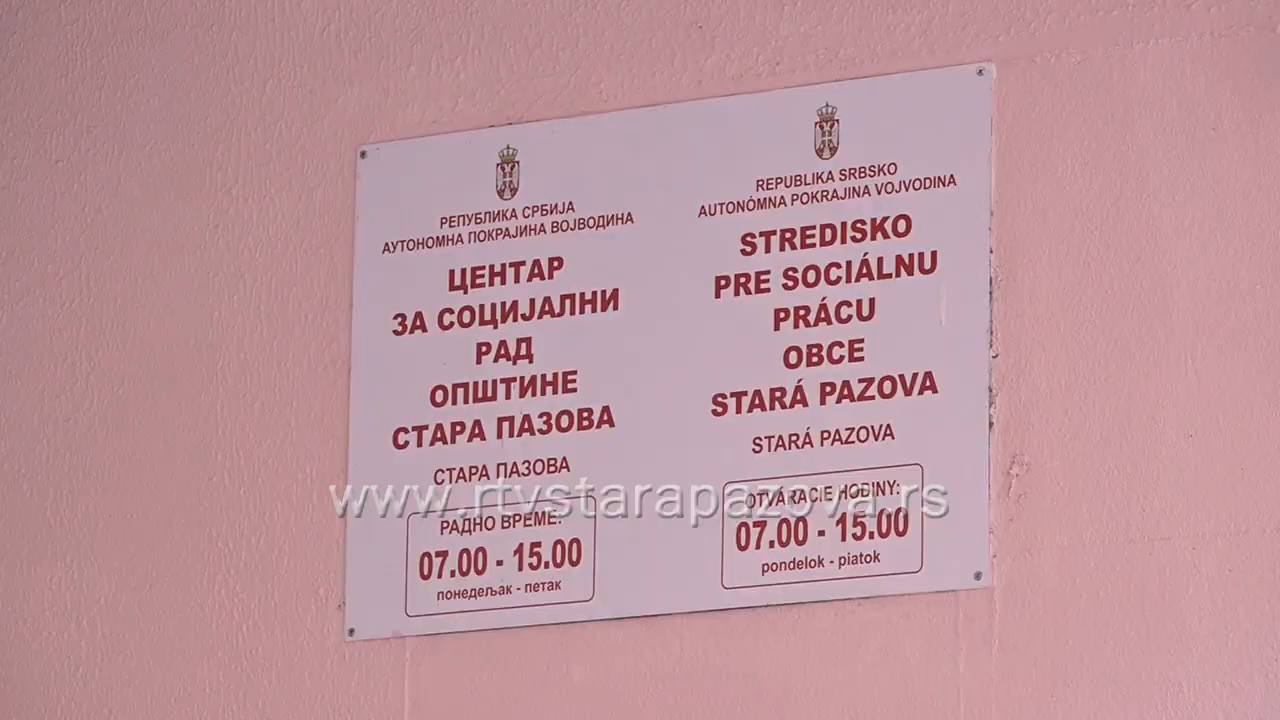 РЕПУБЛИКА СРБИЈА
АУТОНОМНА ПОКРАЈИНА ВОЈВОДИНА
ЦЕНТАР
ЗА СОЦИЈАЛНИ
РАД
ОПШТИНЕ
СТАРА ПАЗОВА
СТАРА ПАЗОВА
РАДНО ВРЕМЕ:
07.00 - 15.00
понедељак - петак
REPUBLIKA SRBSKO
AUTONÓMNA POKRAJINA VOJVODINA
STREDISKO
PRE SOCIÁLNU
PRÁCU
OBCE
STARÁ PAZOVA
STARÁ PAZOVA
OTVÁRACIE HODINY:
07.00 - 15.00
pondelok - piatok
www.rtvstarapazova.rs